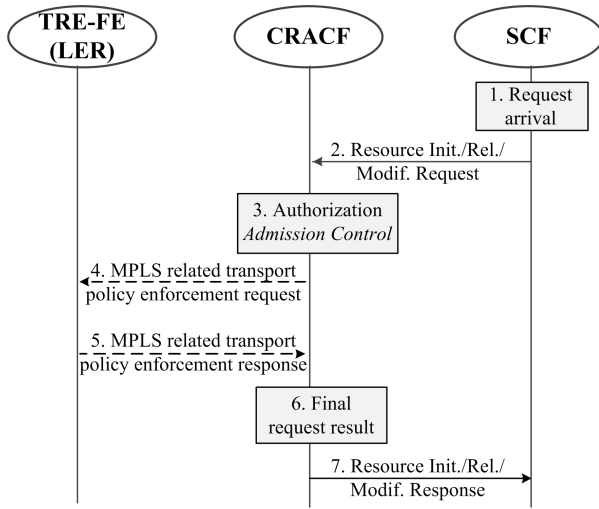 TRE-FE
(LER)
CRACF
SCF
1. Request
arrival
2. Resource Init./Rel./
Modif. Request
3. Authorization
Admission Control
4. MPLS related transport
policy enforcement request
5. MPLS related transport
policy enforcement response
6. Final
request result
7. Resource Init./Rel./
Modif. Response